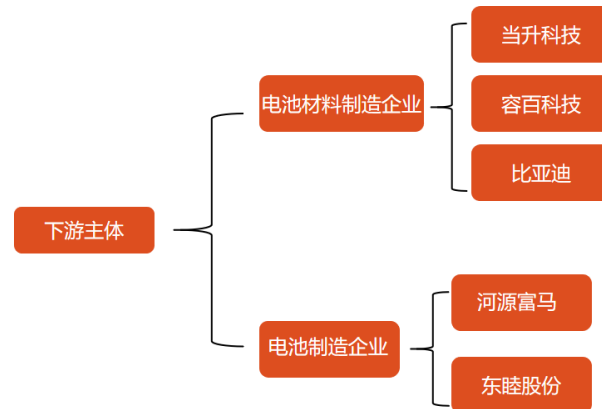 下游主体
电池材料制造企业
当升科技
容百科技
比亚迪
电池制造企业
河源富马
东睦股份